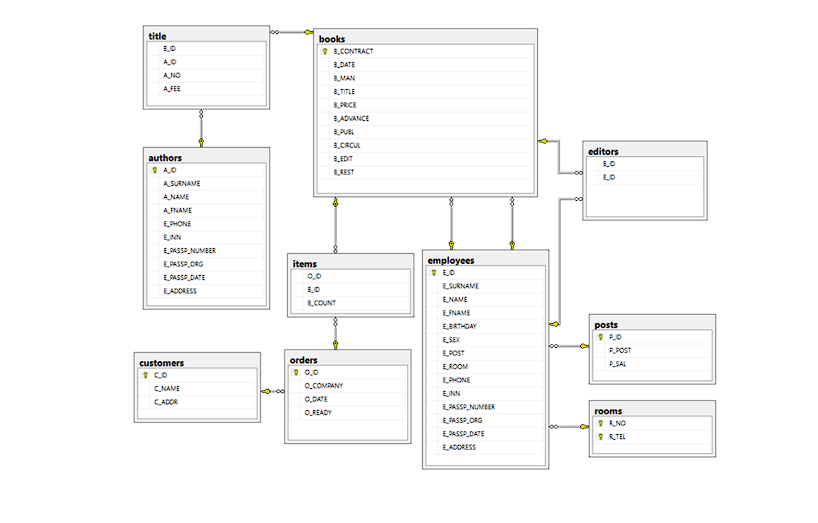 title
B_ID
A_ID
A_NO
A_FEE
books
B_CONTRACT
B_DATE
B_MAN
B_TITLE
B_PRICE
B_ADVANCE
B_PUBL
B_CIRCUL
B_EDIT
B_REST
authors
A_ID
A_SURNAME
A_NAME
A_FNAME
E_PHONE
E_INN
E_PASSP_NUMBER
E_PASSP_ORG
E_PASSP_DATE
E_ADDRESS
editors
B_ID
E_ID
items
O_ID
B_ID
B_COUNT
employees
E_ID
E_SURNAME
E_NAME
E_FNAME
E_BIRTHDAY
E_SEX
E_POST
E_ROOM
E_PHONE
E_INN
E_PASSP_NUMBER
E_PASSP_ORG
E_PASSP_DATE
E_ADDRESS
posts
P_ID
P_POST
P_SAL
customers
C_ID
C_NAME
C_ADDR
orders
O_ID
O_COMPANY
O_DATE
O_READY
rooms
R_NO
R_TEL